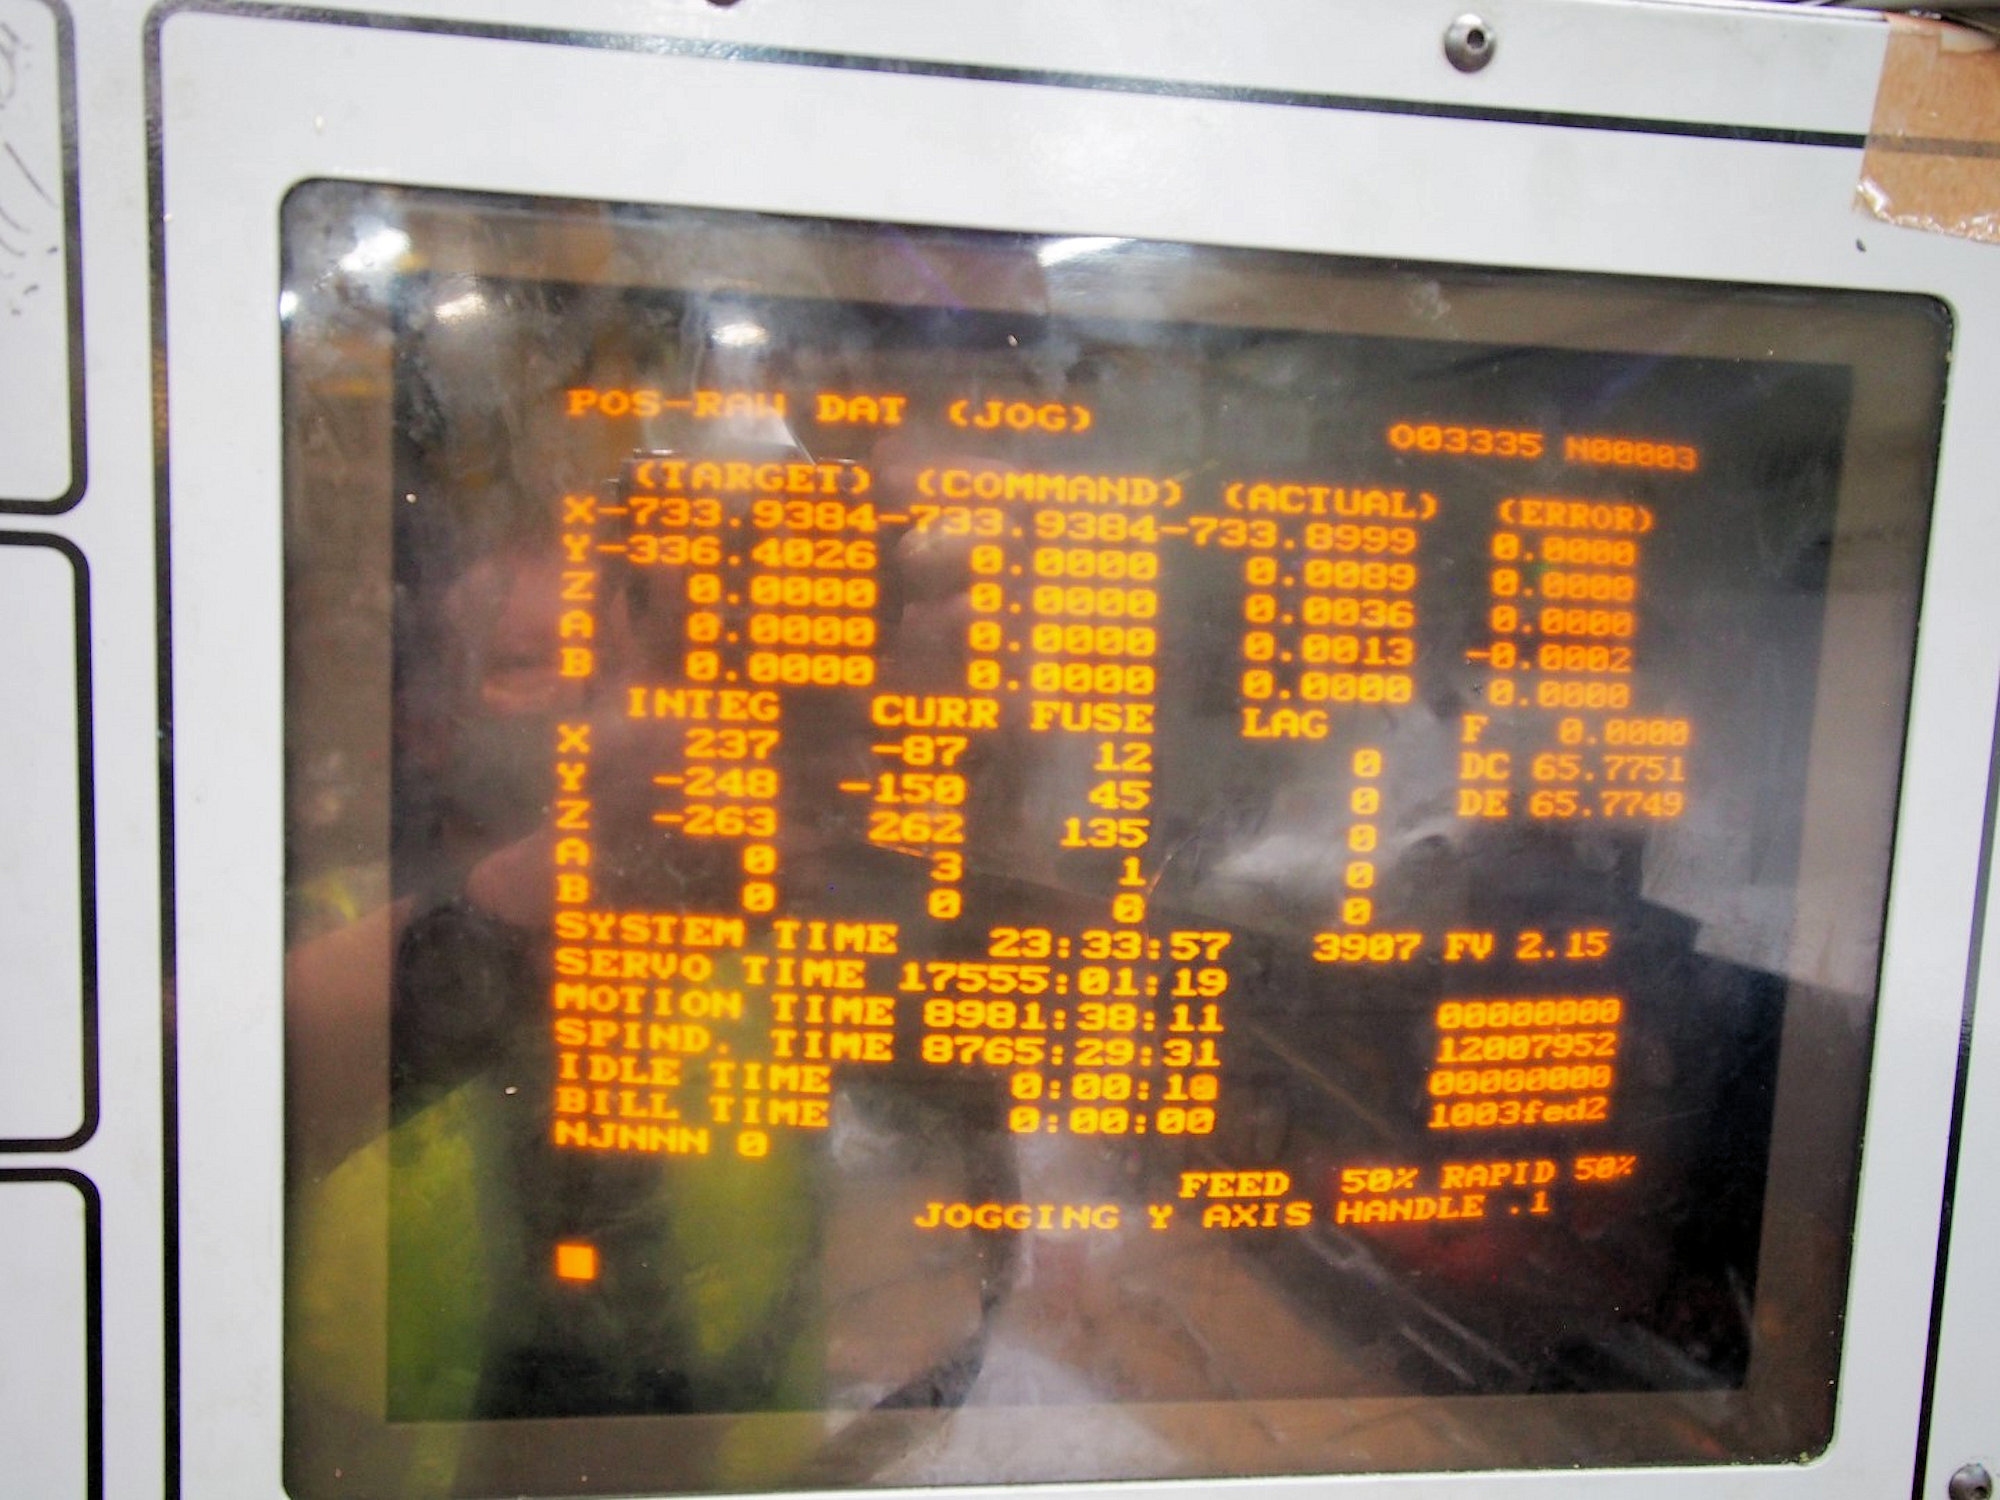 POS-RAW DAT (JOG) O03335 N00003
(TARGET) (COMMAND) (ACTUAL) (ERROR)
X-733.9384-733.9384-733.8999 0.0000
Y-336.4026 0.0000 0.0089 0.0000
Z 0.0000 0.0000 0.0036 0.0000
A 0.0000 0.0000 0.0013 -0.0002
B 0.0000 0.0000 0.0000 0.0000
INTEG CURR FUSE LAG F 0.0000
X 237 -87 12 0 DC 65.7751
Y -248 -150 45 0 DE 65.7749
Z -263 262 135 0
A 0 3 1 0
B 0 0 0 0
SYSTEM TIME 23:33:57 3907 FV 2.15
SERVO TIME 17555:01:19
MOTION TIME 8981:38:11 00000000
SPIND. TIME 8765:29:31 12007952
IDLE TIME 0:00:10 00000000
BILL TIME 0:00:00 1003fed2
NJNNN 0
FEED 50% RAPID 50%
JOGGING Y AXIS HANDLE .1